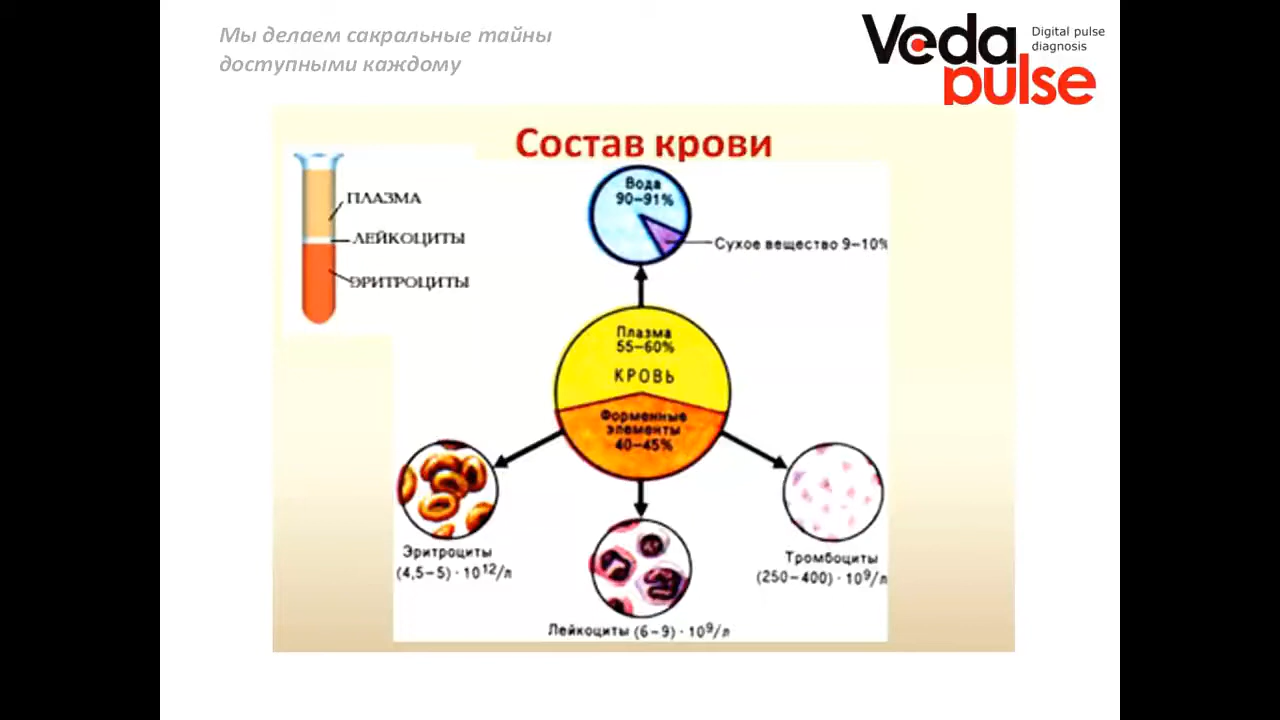 Мы делаем сакральные тайны
доступными каждому
Veda
pulse
Digital pulse
diagnosis
Состав крови
ПЛАЗМА
ЛЕЙКОЦИТЫ
ЭРИТРОЦИТЫ
Вода
90–91%
Сухое вещество 9–10%
Плазма
55–60%
КРОВЬ
Форменные
элементы
40–45%
Эритроциты
(4,5–5)·10¹²/л
Тромбоциты
(250–400)·10⁹/л
Лейкоциты (6–9)·10⁹/л